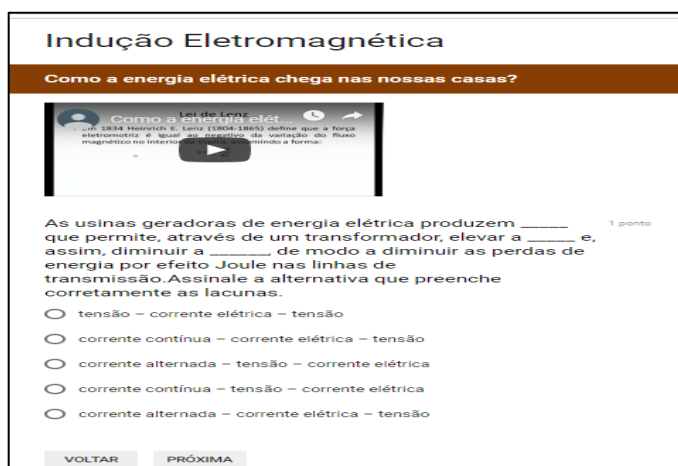 Indução Eletromagnética
Como a energia elétrica chega nas nossas casas?
Lei de Lenz
Como a energia elét...
Em 1834 Heinrich E. Lenz (1804-1865) define que a força
eletromotriz é igual ao negativo da variação do fluxo
magnético no interior da espira, assumindo a forma:
As usinas geradoras de energia elétrica produzem _____ 1 ponto
que permite, através de um transformador, elevar a _____ e,
assim, diminuir a ______, de modo a diminuir as perdas de
energia por efeito Joule nas linhas de
transmissão.Assinale a alternativa que preenche
corretamente as lacunas.
tensão – corrente elétrica – tensão
corrente contínua – corrente elétrica – tensão
corrente alternada – tensão – corrente elétrica
corrente contínua – tensão – corrente elétrica
corrente alternada – corrente elétrica – tensão
VOLTAR PRÓXIMA